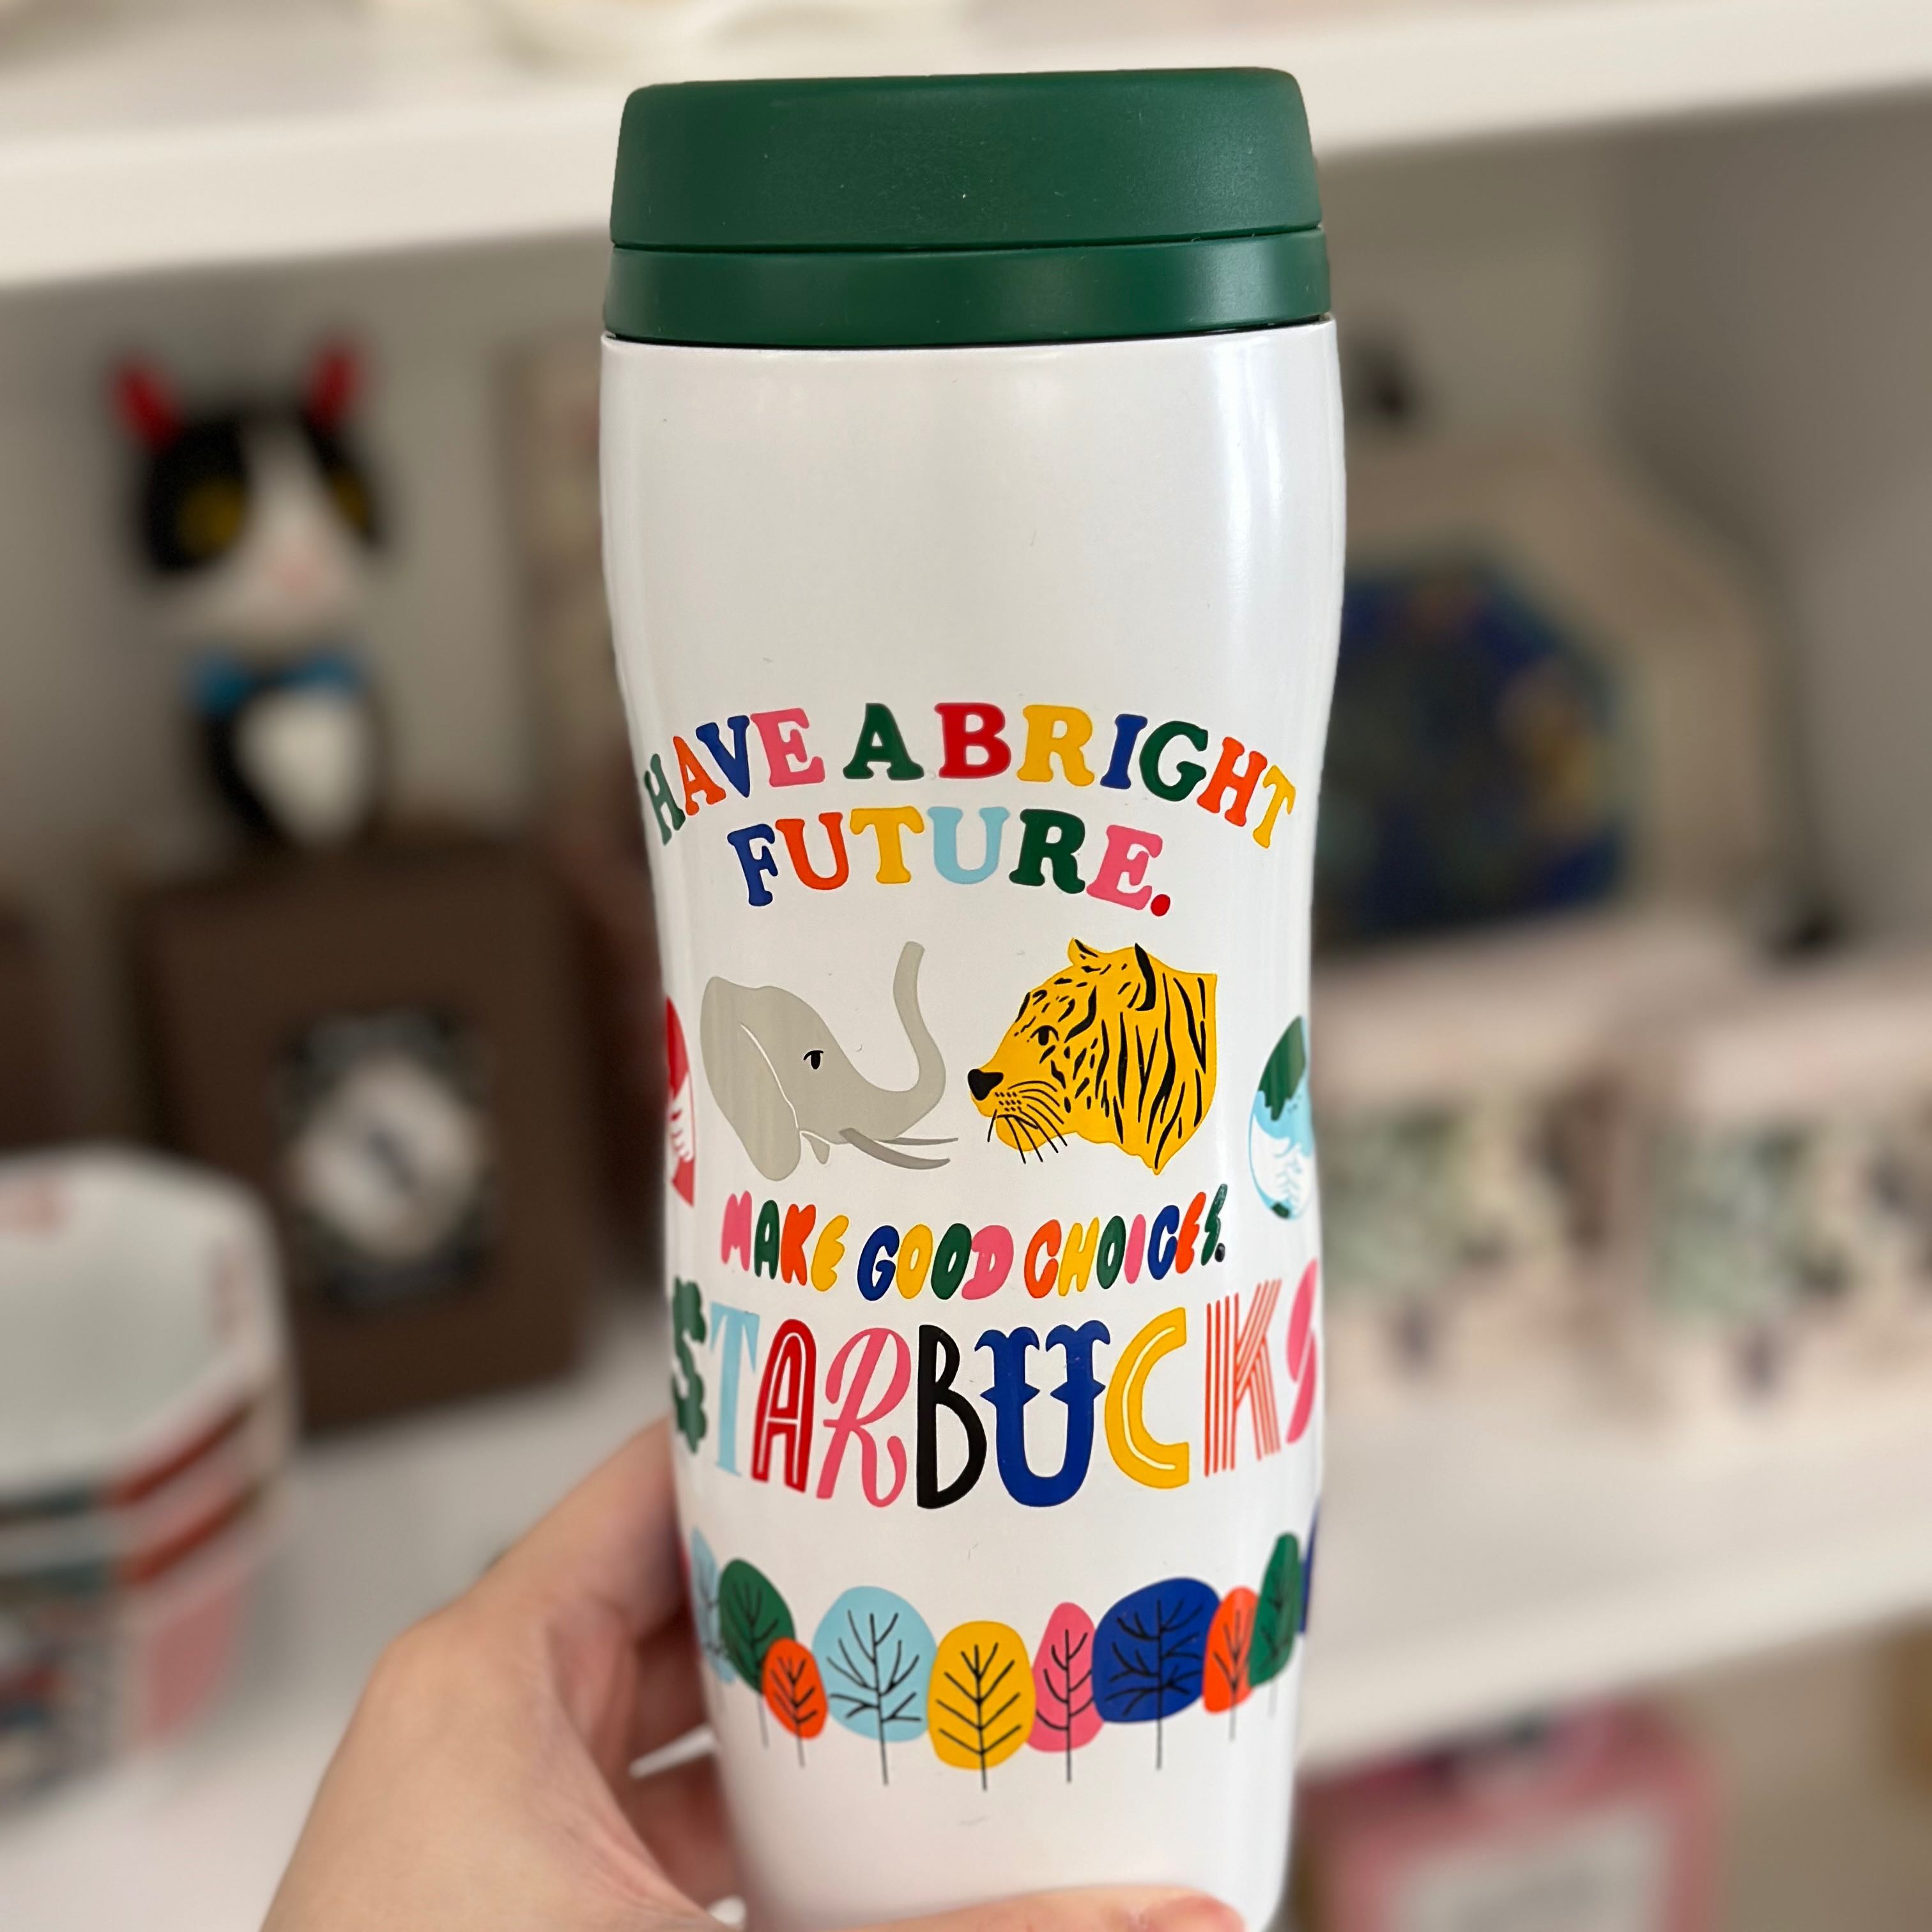 HAVE A BRIGHT
FUTURE.
MAKE GOOD CHOICES.
STARBUCKS